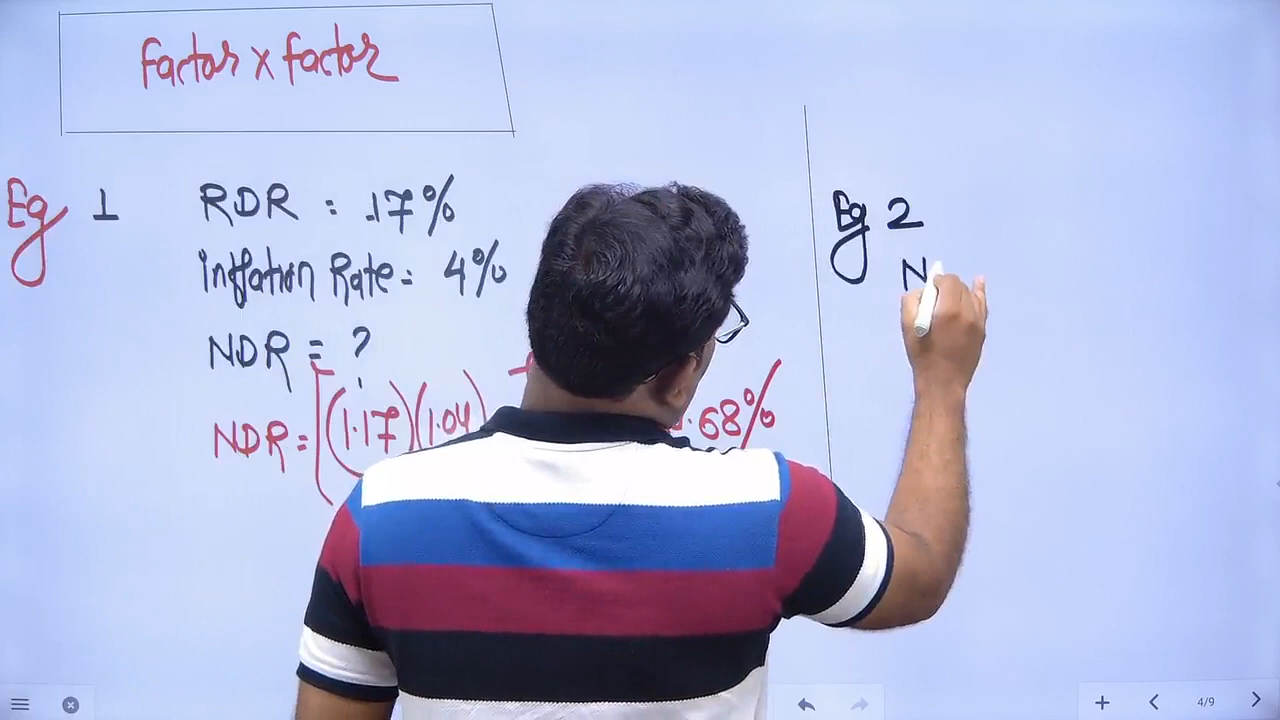 Factor x factor
Eg 1
RDR : 17%
Inflation Rate = 4%
NDR = ?
NDR = [(1.17)(1.04)
.68%
Eg 2
N
4/9